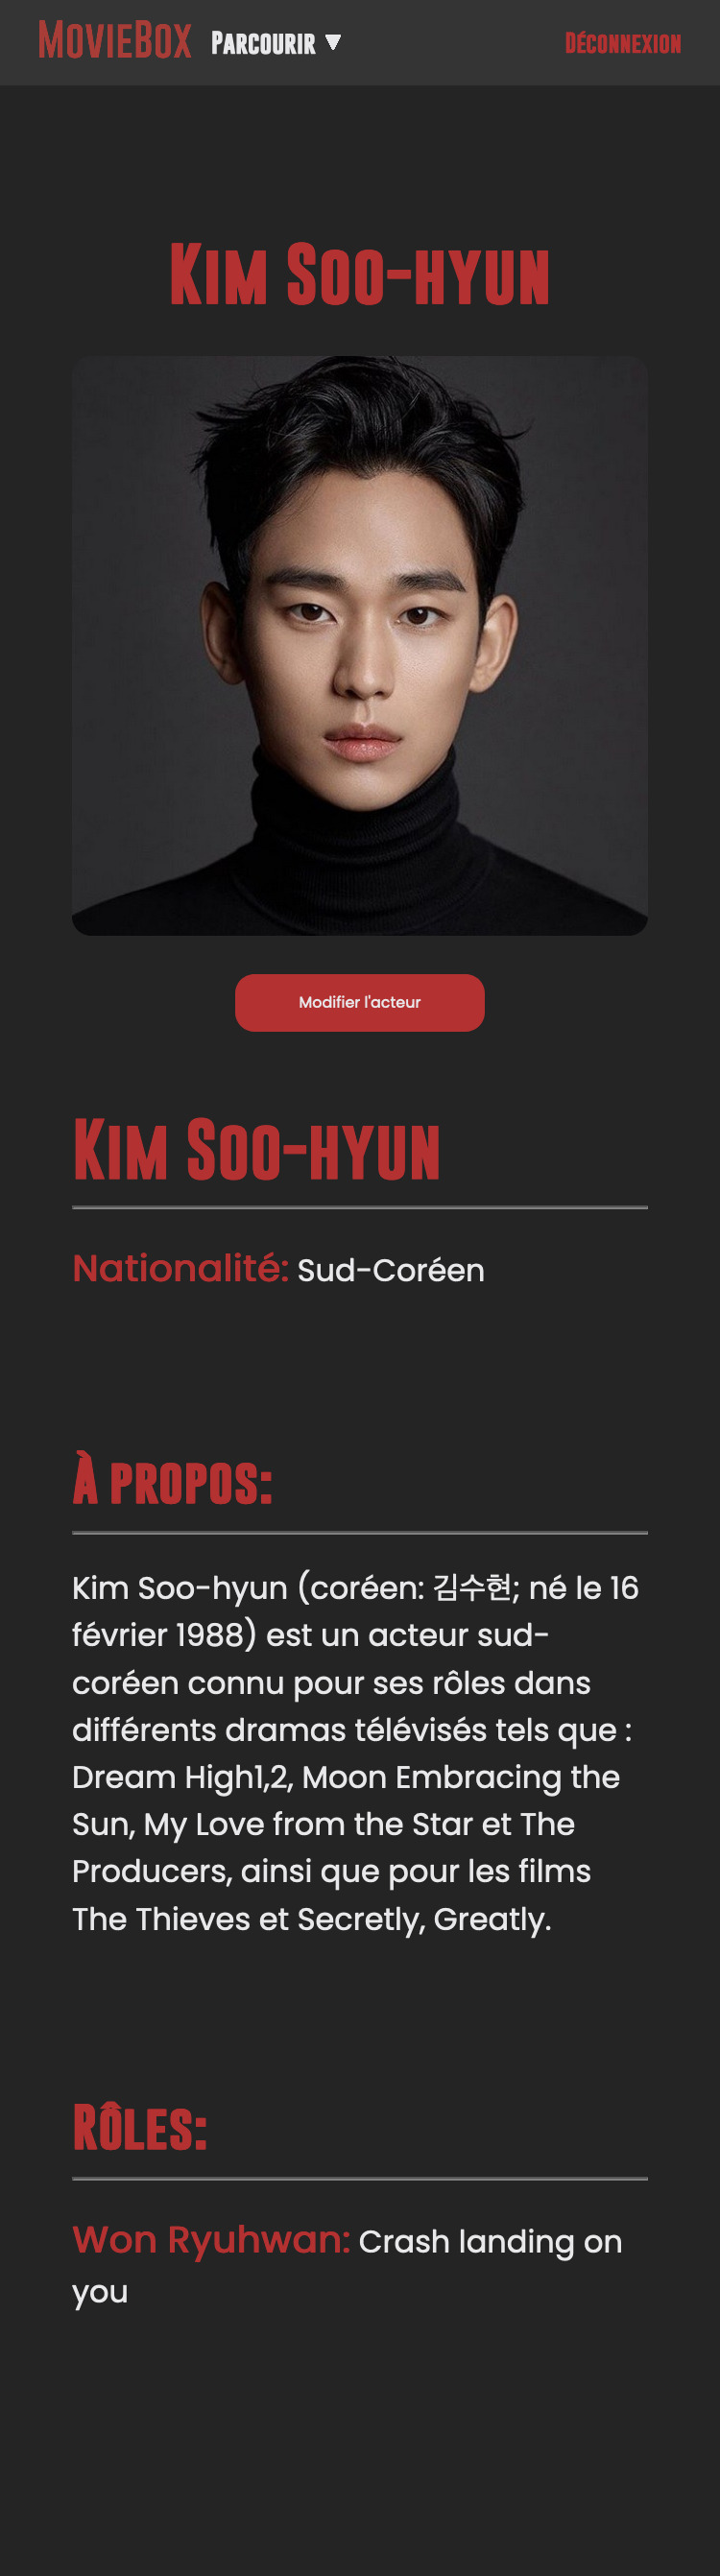 MovieBox Parcourir ▼ Déconnexion
Kim Soo-hyun
Modifier l'acteur
Kim Soo-hyun
Nationalité: Sud-Coréen
À propos:
Kim Soo-hyun (coréen: 김수현; né le 16
février 1988) est un acteur sud-
coréen connu pour ses rôles dans
différents dramas télévisés tels que :
Dream High1,2, Moon Embracing the
Sun, My Love from the Star et The
Producers, ainsi que pour les films
The Thieves et Secretly, Greatly.
Rôles:
Won Ryuhwan: Crash landing on
you